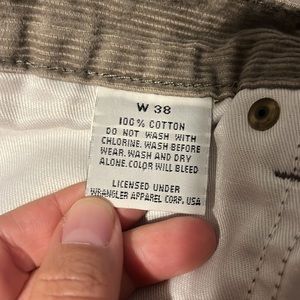 W 38
100% COTTON
DO NOT WASH WITH
CHLORINE. WASH BEFORE
WEAR. WASH AND DRY
ALONE. COLOR WILL BLEED
LICENSED UNDER
WRANGLER APPAREL CORP. USA